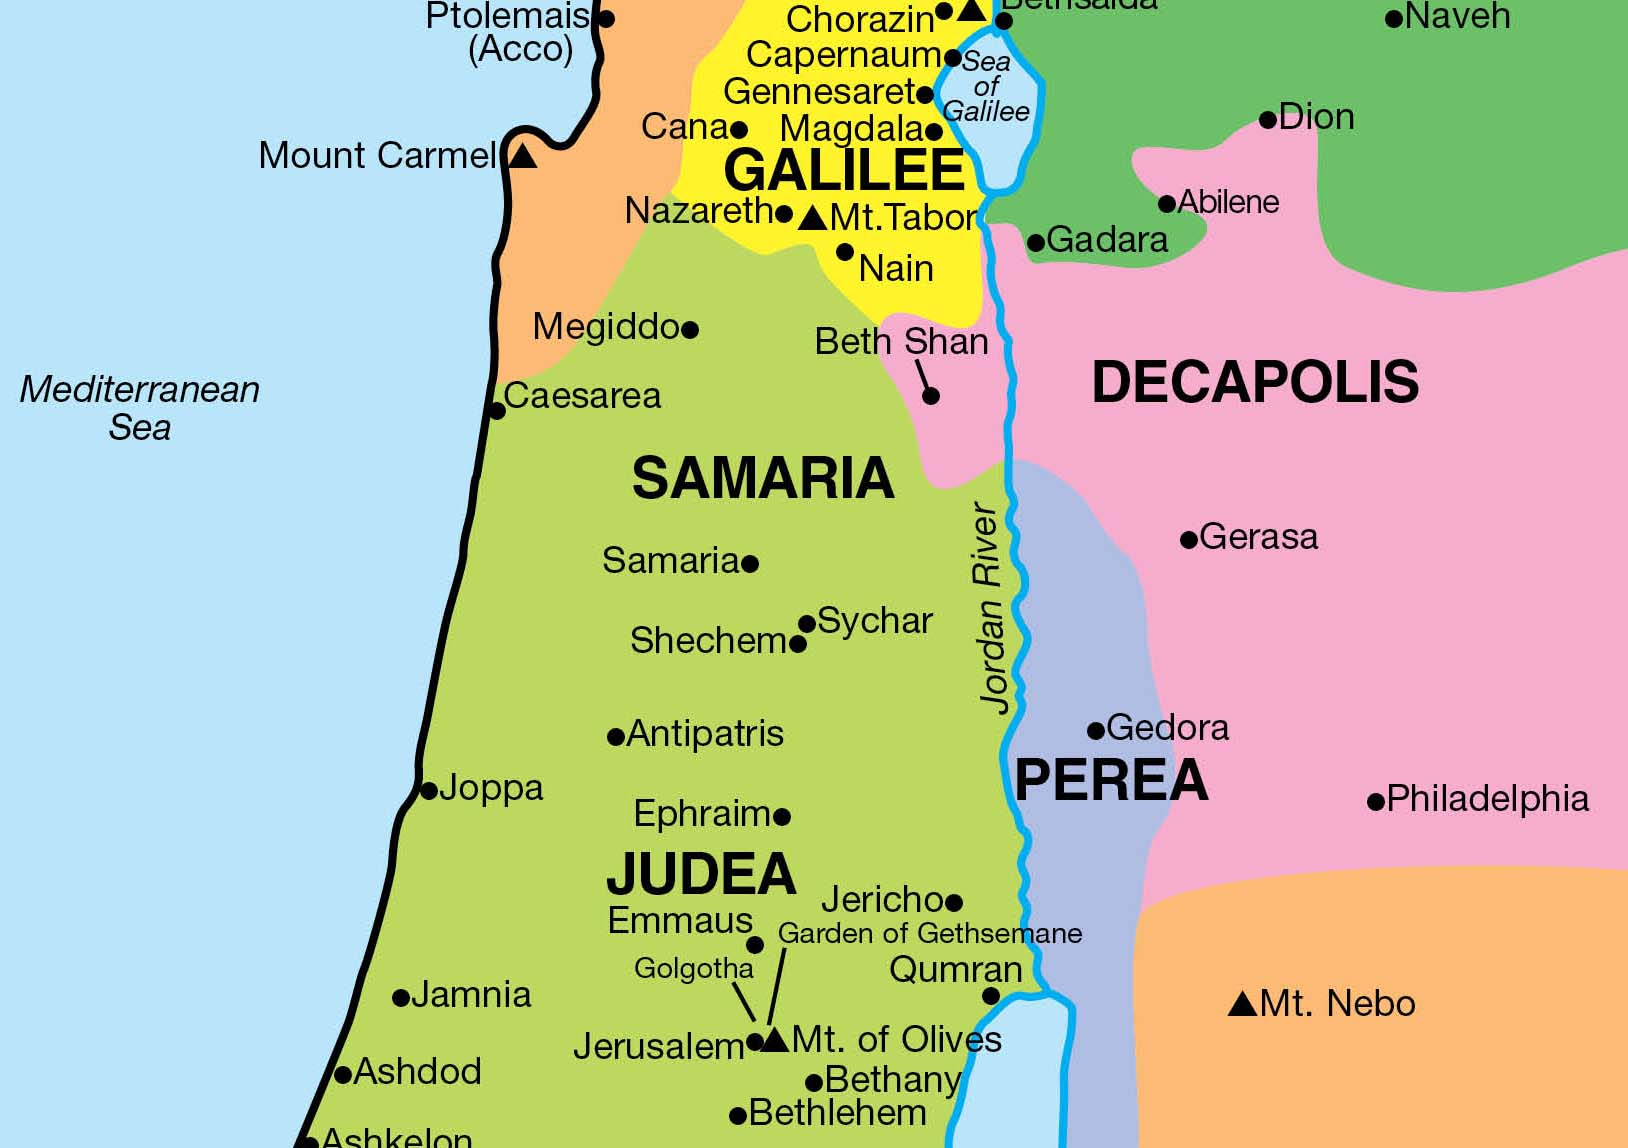 Bethsaida
Ptolemais
(Acco)
Chorazin
Naveh
Capernaum
Sea
of
Galilee
Gennesaret
Cana
Magdala
Dion
Mount Carmel
GALILEE
Abilene
Nazareth
Mt.Tabor
Gadara
Nain
Megiddo
Beth Shan
DECAPOLIS
Mediterranean
Sea
Caesarea
SAMARIA
Jordan River
Gerasa
Samaria
Sychar
Shechem
Antipatris
Gedora
PEREA
Joppa
Philadelphia
Ephraim
JUDEA
Jericho
Emmaus
Garden of Gethsemane
Golgotha
Qumran
Jamnia
Mt. Nebo
Jerusalem
Mt. of Olives
Ashdod
Bethany
Bethlehem
Ashkelon